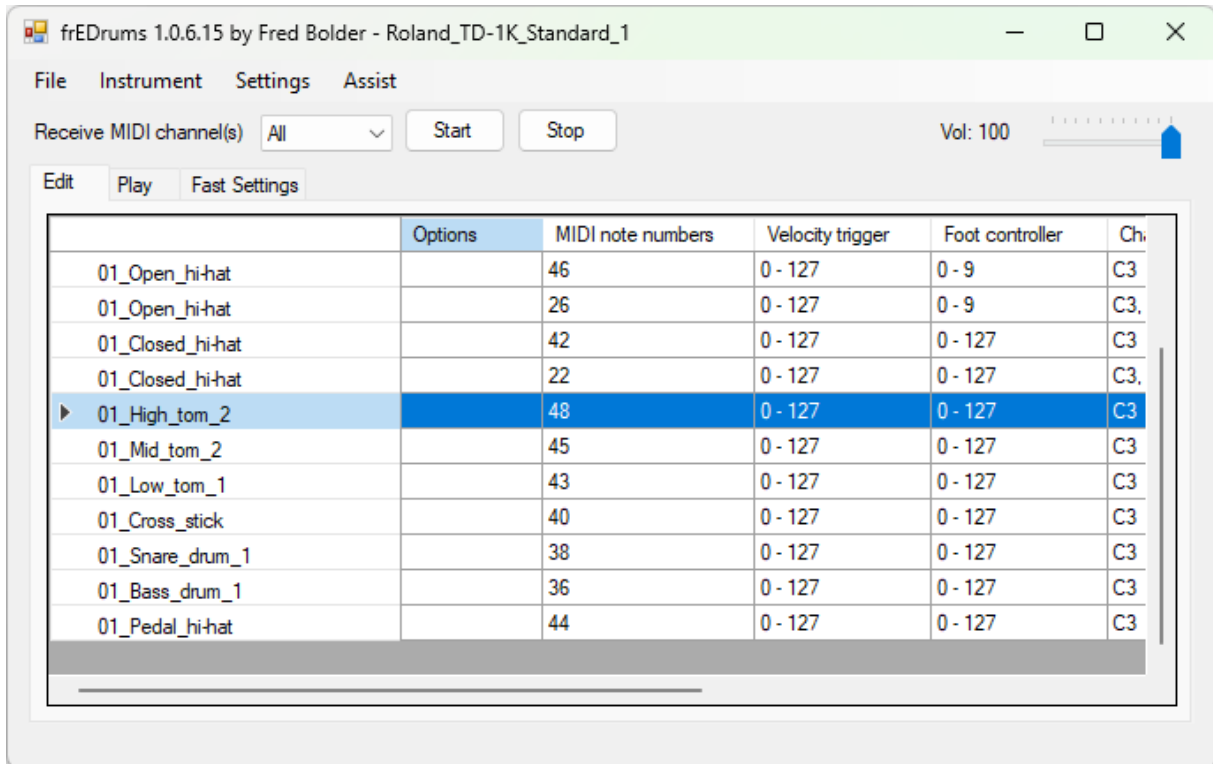 frEDrums 1.0.6.15 by Fred Bolder - Roland_TD-1K_Standard_1
File Instrument Settings Assist
Receive MIDI channel(s) All Start Stop Vol: 100
Edit Play Fast Settings
Options MIDI note numbers Velocity trigger Foot controller
01_Open_hi-hat 46 0 - 127 0 - 9 C3
01_Open_hi-hat 26 0 - 127 0 - 9 C3,
01_Closed_hi-hat 42 0 - 127 0 - 127 C3
01_Closed_hi-hat 22 0 - 127 0 - 127 C3,
01_High_tom_2 48 0 - 127 0 - 127 C3
01_Mid_tom_2 45 0 - 127 0 - 127 C3
01_Low_tom_1 43 0 - 127 0 - 127 C3
01_Cross_stick 40 0 - 127 0 - 127 C3
01_Snare_drum_1 38 0 - 127 0 - 127 C3
01_Bass_drum_1 36 0 - 127 0 - 127 C3
01_Pedal_hi-hat 44 0 - 127 0 - 127 C3